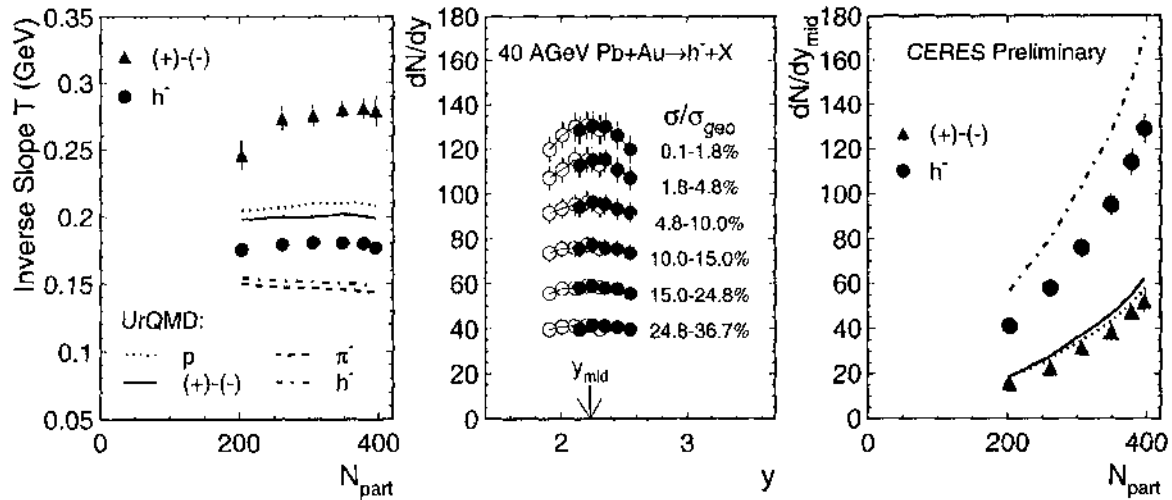 Inverse Slope T (GeV)
0.35
0.3
0.25
0.2
0.15
0.1
0.05
(+)-(-)
h⁻
UrQMD:
p
(+)-(-)
π⁻
h⁻
0
200
400
N_part
dN/dy
180
160
140
120
100
80
60
40
20
0
40 AGeV Pb+Au→h⁻+X
σ/σ_geo
0.1-1.8%
1.8-4.8%
4.8-10.0%
10.0-15.0%
15.0-24.8%
24.8-36.7%
y_mid
2
3
y
dN/dy_mid
180
160
140
120
100
80
60
40
20
0
CERES Preliminary
(+)-(-)
h⁻
0
200
400
N_part